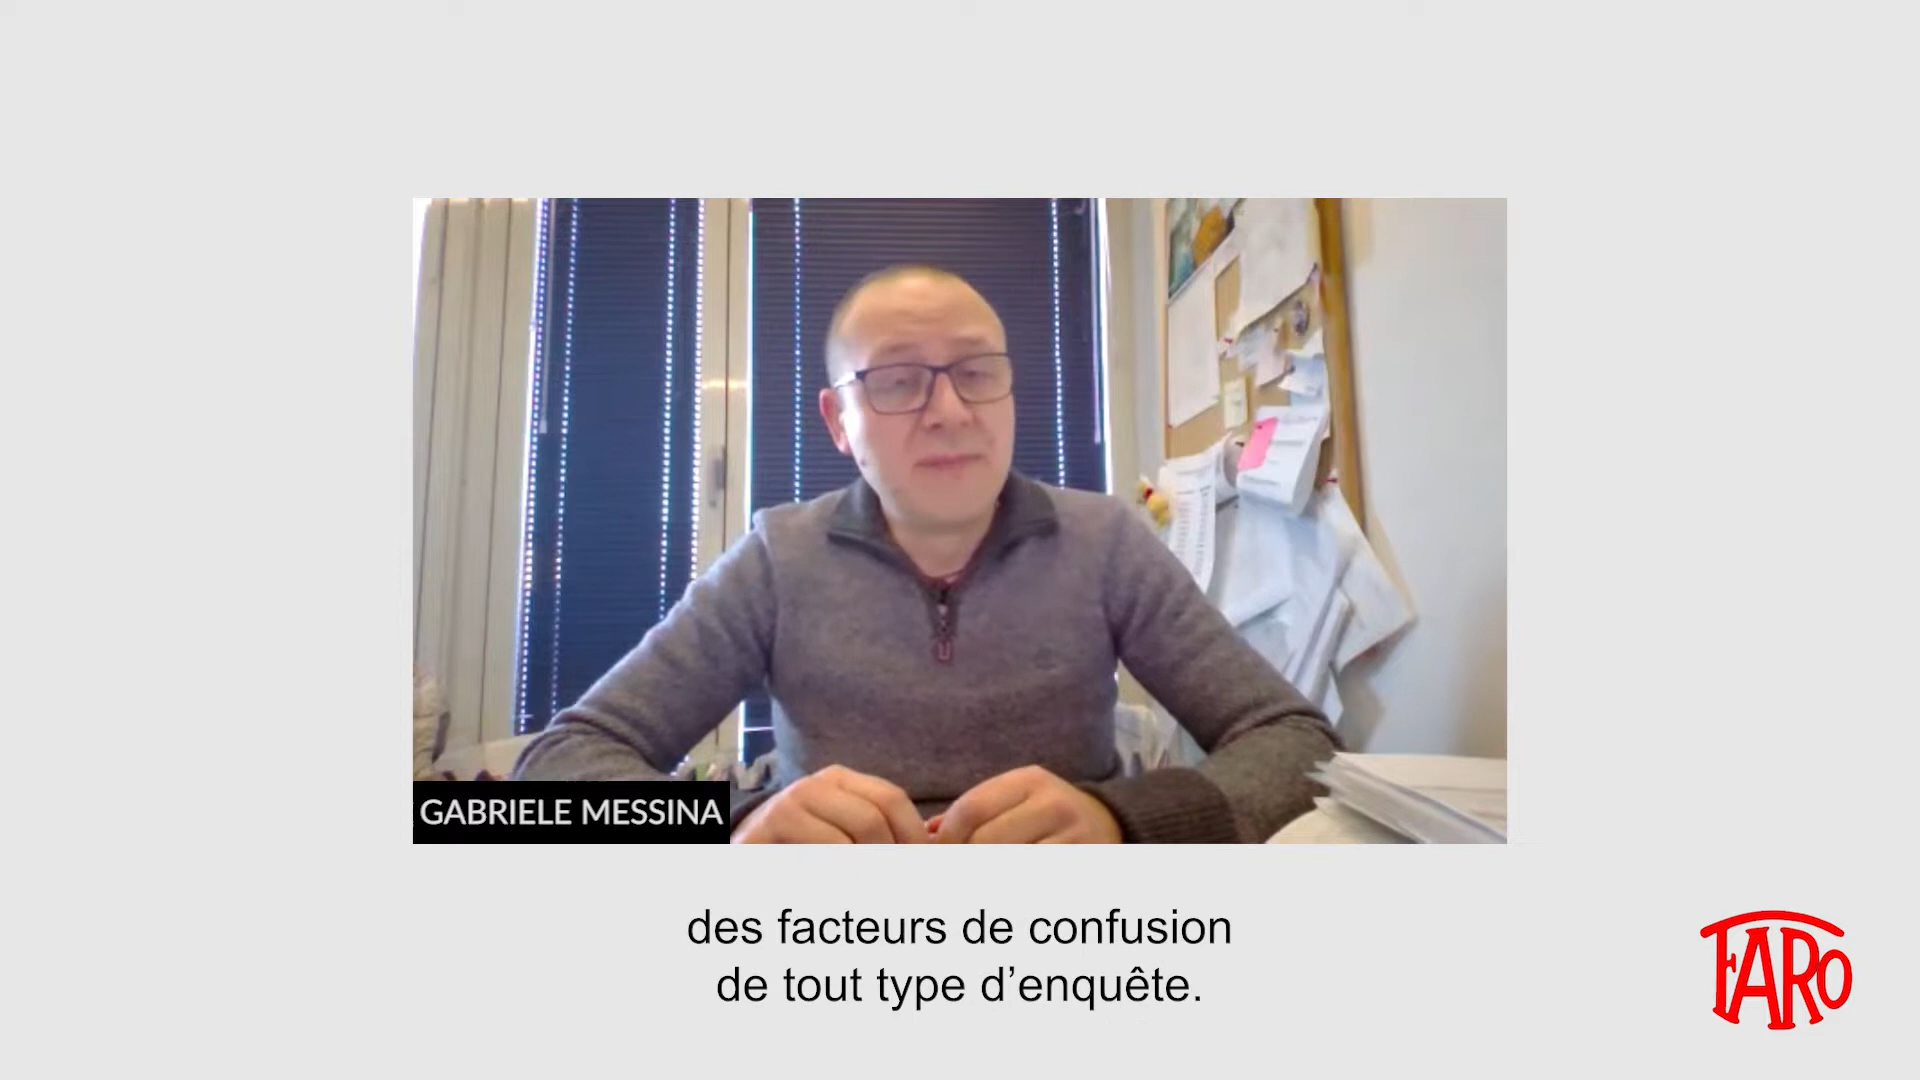 GABRIELE MESSINA
des facteurs de confusion
de tout type d’enquête.
FARO